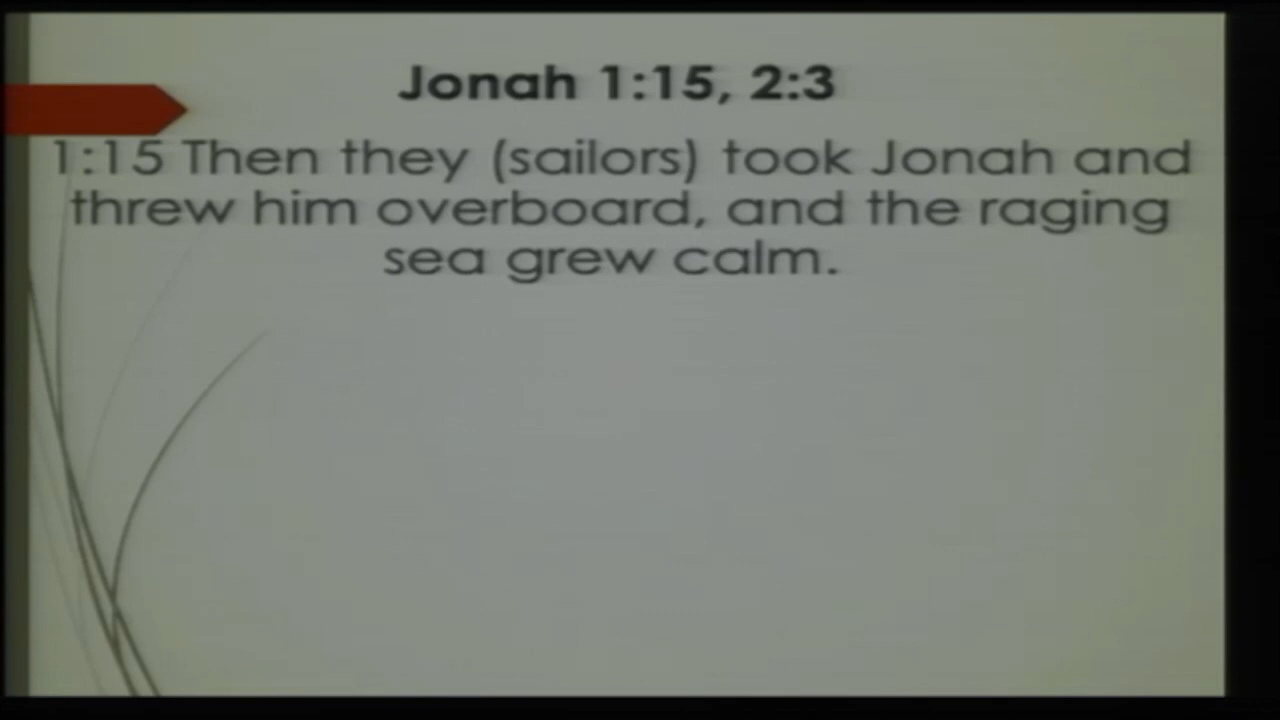 Jonah 1:15, 2:3
1:15 Then they (sailors) took Jonah and
threw him overboard, and the raging
sea grew calm.